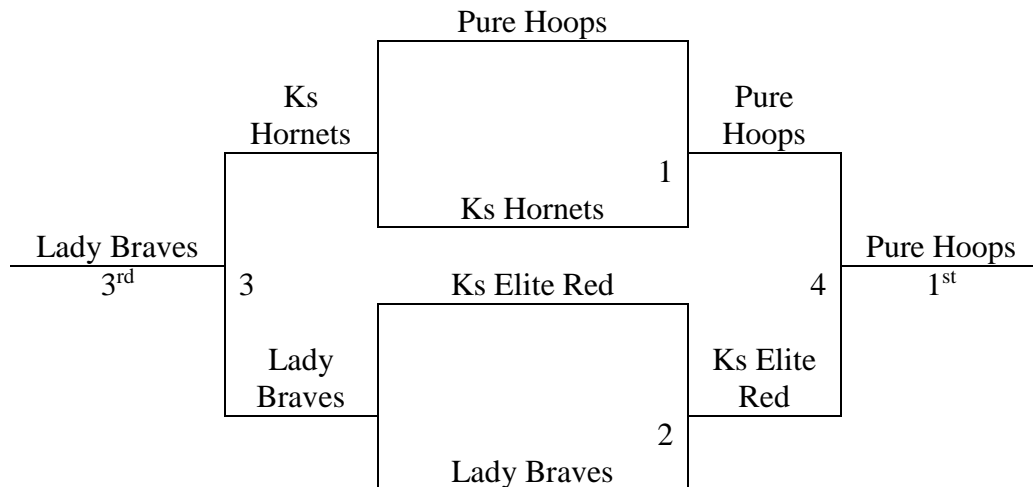 Pure Hoops
Ks
Hornets
Pure
Hoops
1
Ks Hornets
Lady Braves
3rd
3
Ks Elite Red
4
Pure Hoops
1st
Lady
Braves
Ks Elite
Red
2
Lady Braves